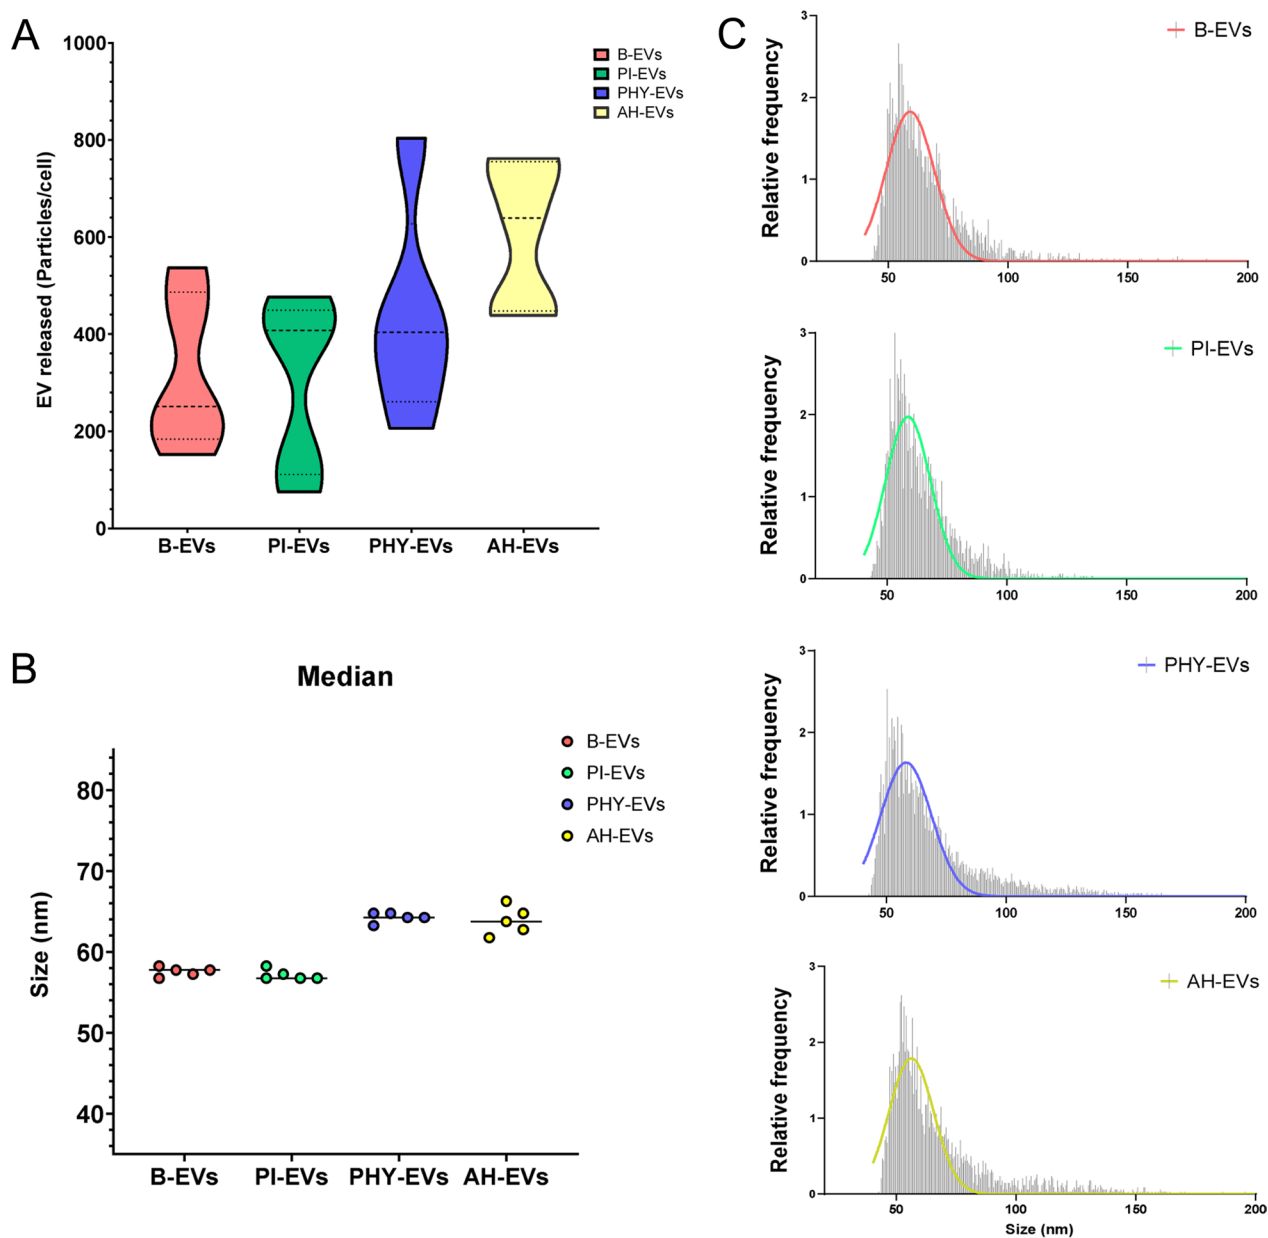 A
1000
800
600
400
200
0
EV released (Particles/cell)
B-EVs
PI-EVs
PHY-EVs
AH-EVs
B-EVs PI-EVs PHY-EVs AH-EVs
B
Median
B-EVs
PI-EVs
PHY-EVs
AH-EVs
80
70
60
50
40
Size (nm)
B-EVs PI-EVs PHY-EVs AH-EVs
C
3
2
1
0
Relative frequency
B-EVs
50 100 150 200
3
2
1
0
Relative frequency
PI-EVs
50 100 150 200
3
2
1
0
Relative frequency
PHY-EVs
50 100 150 200
3
2
1
0
Relative frequency
AH-EVs
50 100 150 200
Size (nm)